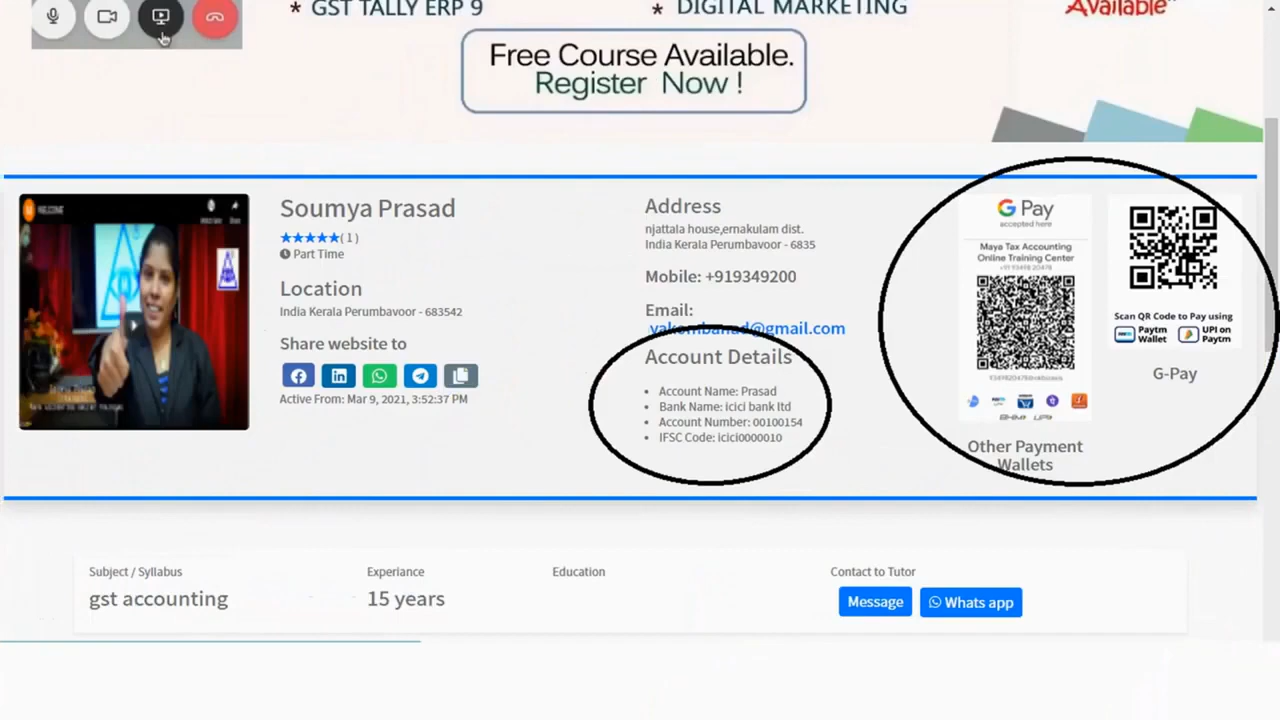 * GST TALLY ERP 9
* DIGITAL MARKETING
Available
Free Course Available.
Register Now !
Soumya Prasad
( 1 )
Part Time
Location
India Kerala Perumbavoor - 683542
Share website to
Active From: Mar 9, 2021, 3:52:37 PM
Address
njattala house,ernakulam dist.
India Kerala Perumbavoor - 6835
Mobile: +919349200
Email:
vakombanad@gmail.com
Account Details
• Account Name: Prasad
• Bank Name: icici bank ltd
• Account Number: 00100154
• IFSC Code: icici0000010
G Pay
accepted here
Maya Tax Accounting
Online Training Center
BHIM UPI
Other Payment
Wallets
Scan QR Code to Pay using
Paytm
Wallet
UPI on
Paytm
G-Pay
Subject / Syllabus
gst accounting
Experiance
15 years
Education
Contact to Tutor
Message
Whats app